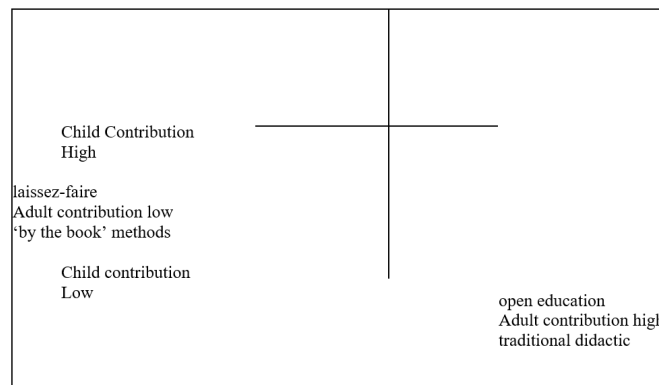 Child Contribution
High
laissez-faire
Adult contribution low
‘by the book’ methods
Child contribution
Low
open education
Adult contribution high
traditional didactic